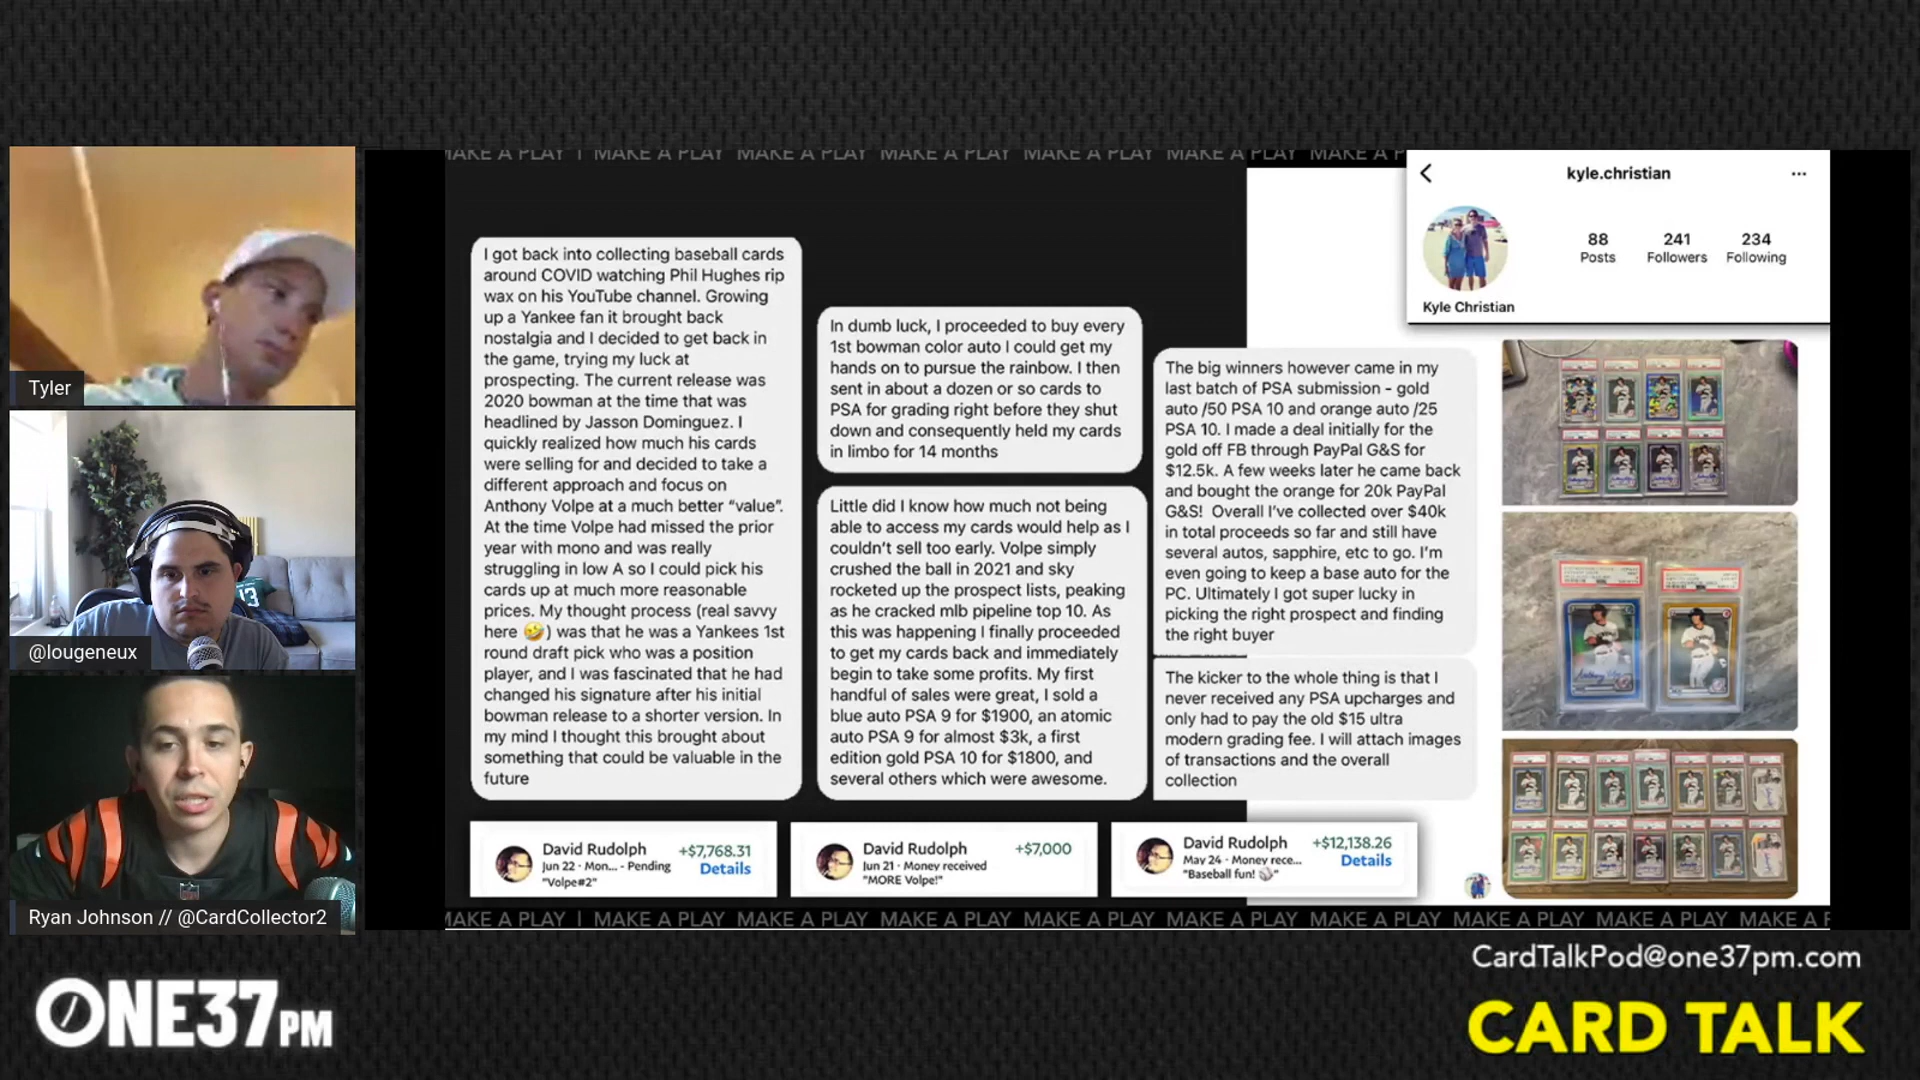 MAKE A PLAY | MAKE A PLAY MAKE A PLAY MAKE A PLAY MAKE A PLAY MAKE A PLAY MAKE A P
kyle.christian
88
Posts
241
Followers
234
Following
Kyle Christian
I got back into collecting baseball cards
around COVID watching Phil Hughes rip
wax on his YouTube channel. Growing
up a Yankee fan it brought back
nostalgia and I decided to get back in
the game, trying my luck at
prospecting. The current release was
2020 bowman at the time that was
headlined by Jasson Dominguez. I
quickly realized how much his cards
were selling for and decided to take a
different approach and focus on
Anthony Volpe at a much better “value”.
At the time Volpe had missed the prior
year with mono and was really
struggling in low A so I could pick his
cards up at much more reasonable
prices. My thought process (real savvy
here 🤣) was that he was a Yankees 1st
round draft pick who was a position
player, and I was fascinated that he had
changed his signature after his initial
bowman release to a shorter version. In
my mind I thought this brought about
something that could be valuable in the
future
In dumb luck, I proceeded to buy every
1st bowman color auto I could get my
hands on to pursue the rainbow. I then
sent in about a dozen or so cards to
PSA for grading right before they shut
down and consequently held my cards
in limbo for 14 months
Little did I know how much not being
able to access my cards would help as I
couldn’t sell too early. Volpe simply
crushed the ball in 2021 and sky
rocketed up the prospect lists, peaking
as he cracked mlb pipeline top 10. As
this was happening I finally proceeded
to get my cards back and immediately
begin to take some profits. My first
handful of sales were great, I sold a
blue auto PSA 9 for $1900, an atomic
auto PSA 9 for almost $3k, a first
edition gold PSA 10 for $1800, and
several others which were awesome.
The big winners however came in my
last batch of PSA submission - gold
auto /50 PSA 10 and orange auto /25
PSA 10. I made a deal initially for the
gold off FB through PayPal G&S for
$12.5k. A few weeks later he came back
and bought the orange for 20k PayPal
G&S! Overall I’ve collected over $40k
in total proceeds so far and still have
several autos, sapphire, etc to go. I’m
even going to keep a base auto for the
PC. Ultimately I got super lucky in
picking the right prospect and finding
the right buyer
The kicker to the whole thing is that I
never received any PSA upcharges and
only had to pay the old $15 ultra
modern grading fee. I will attach images
of transactions and the overall
collection
David Rudolph
+$7,768.31
Jun 22 · Mon... - Pending
Details
"Volpe#2"
David Rudolph
+$7,000
Jun 21 · Money received
"MORE Volpe!"
David Rudolph
+$12,138.26
May 24 · Money rece...
Details
"Baseball fun! ⚾"
MAKE A PLAY | MAKE A PLAY MAKE A PLAY MAKE A PLAY MAKE A PLAY MAKE A PLAY MAKE A PLAY MAKE A PLAY MAKE A P
Tyler
@lougeneux
13
Ryan Johnson // @CardCollector2
ONE37PM
CardTalkPod@one37pm.com
CARD TALK